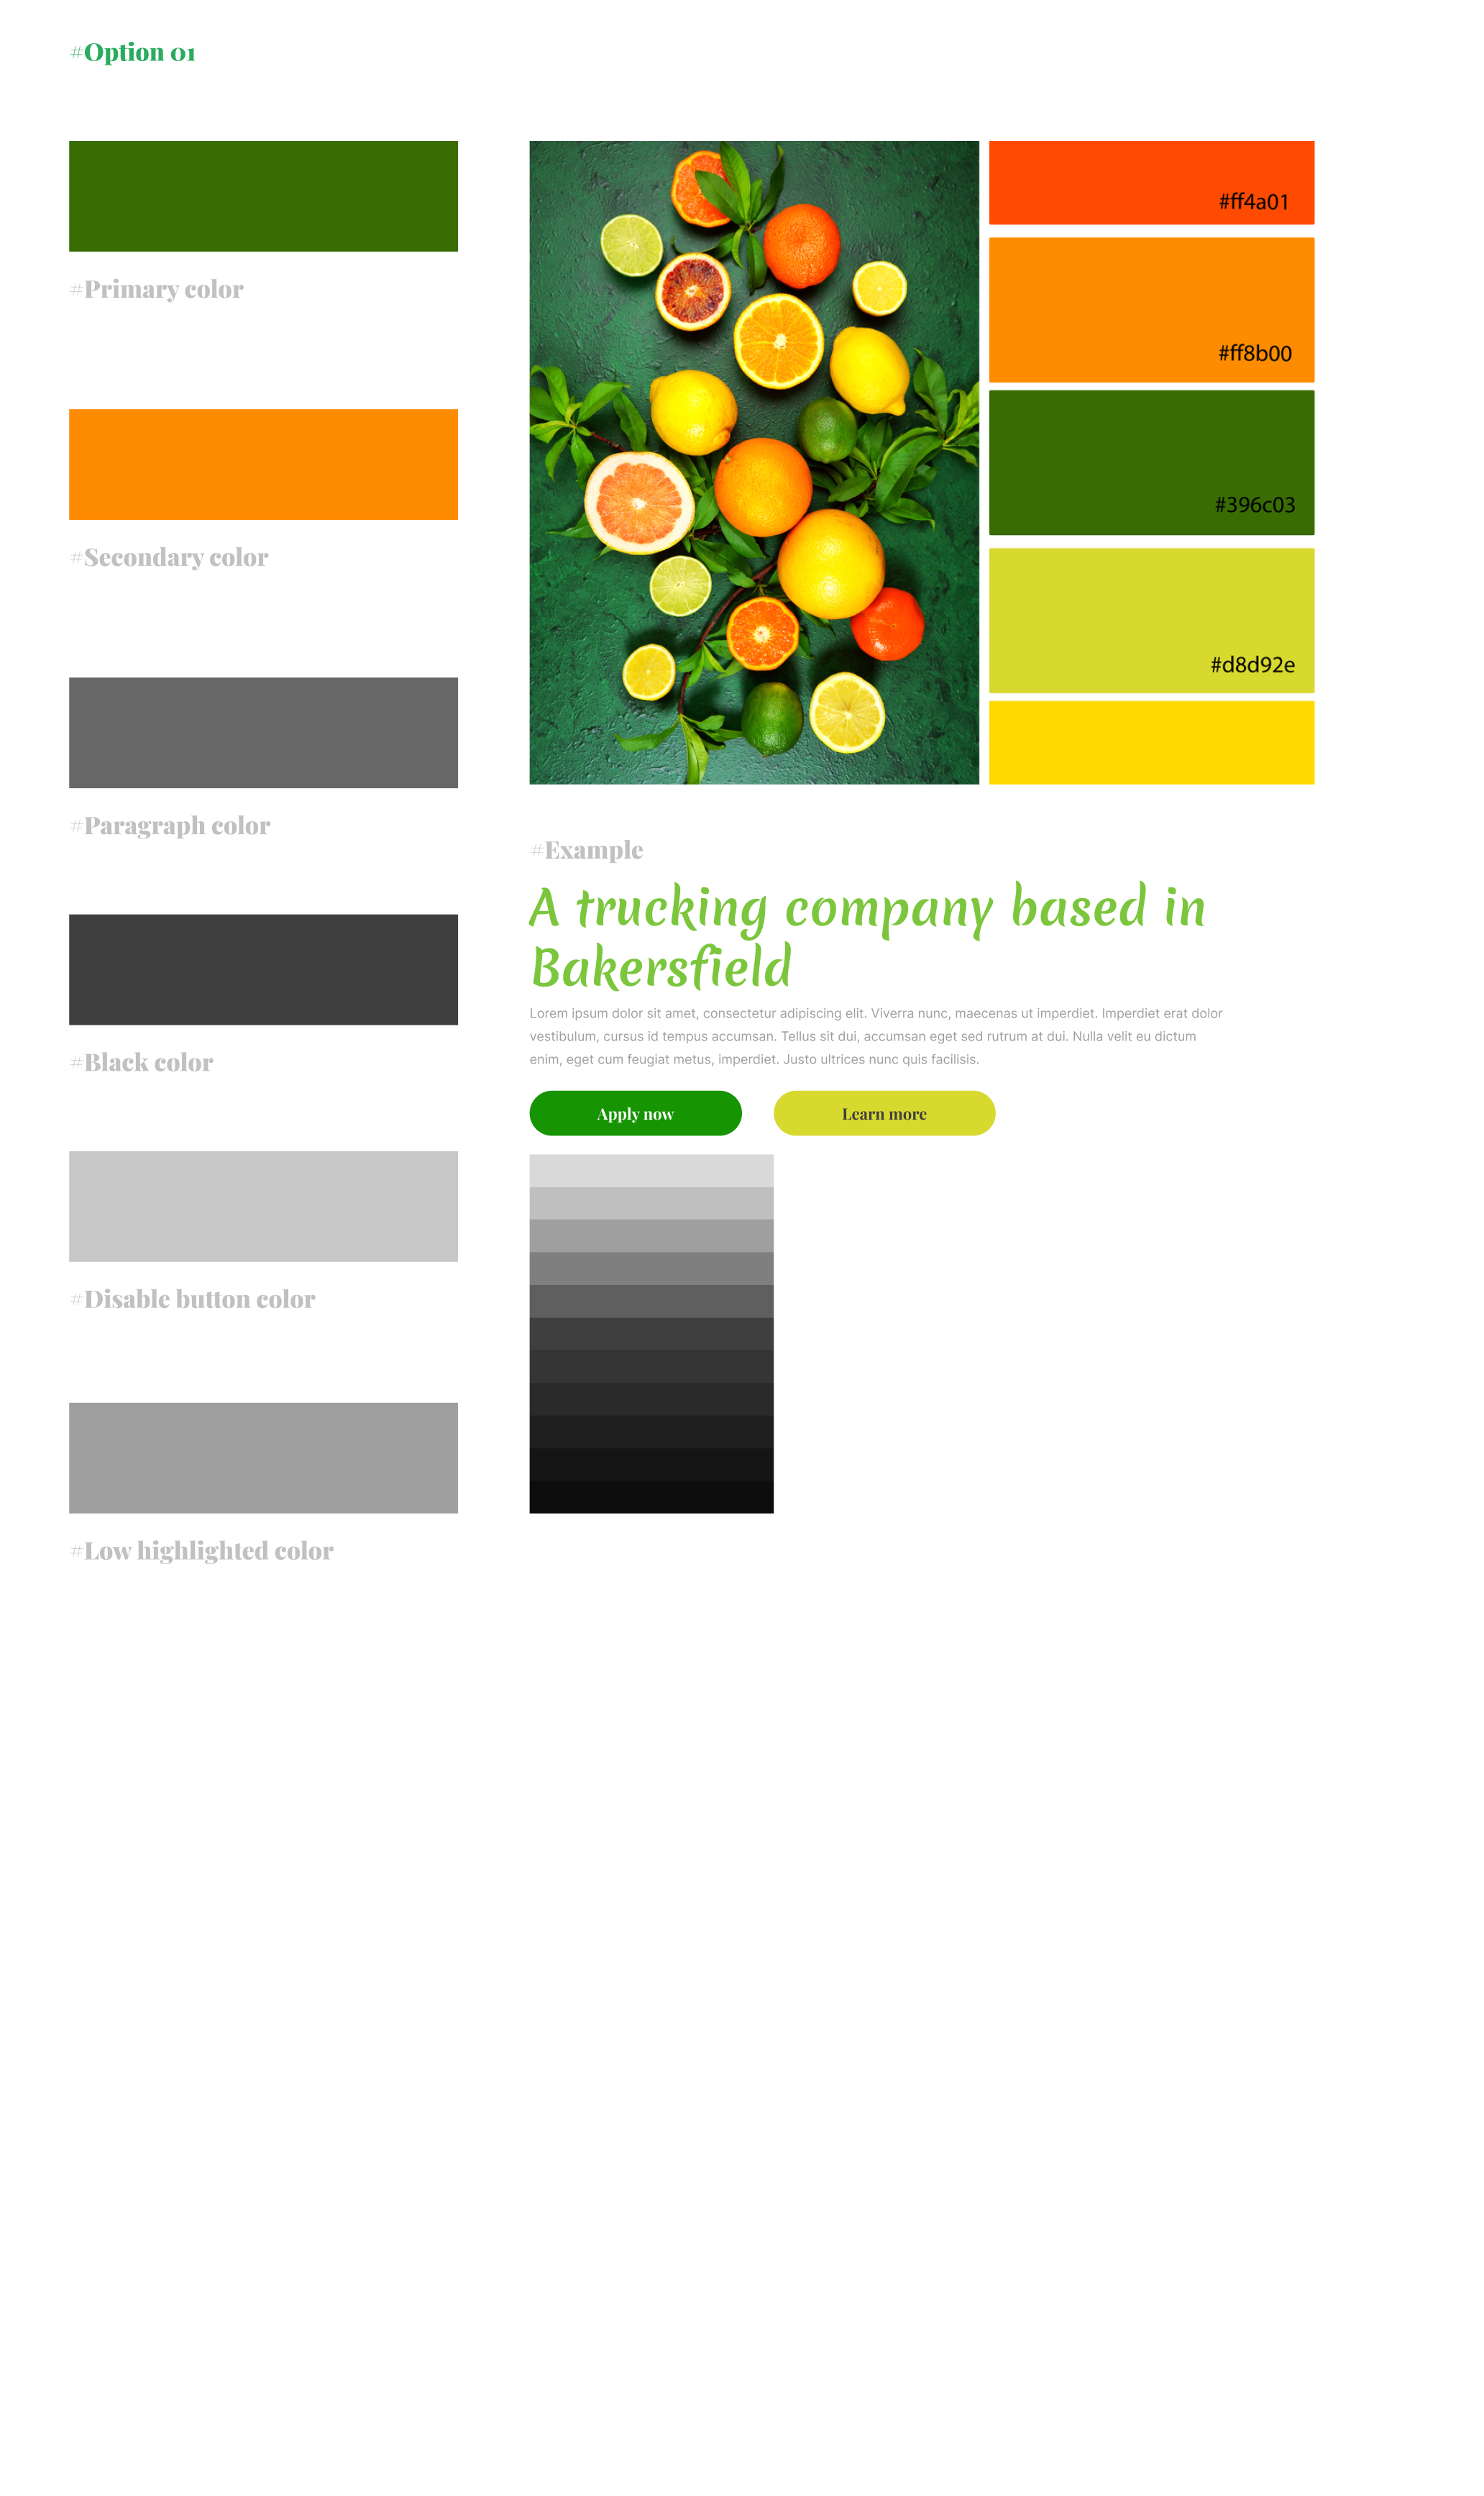 #Option 01
#Primary color
#Secondary color
#Paragraph color
#Black color
#Disable button color
#Low highlighted color
#ff4a01
#ff8b00
#396c03
#d8d92e
#Example
A trucking company based in
Bakersfield
Lorem ipsum dolor sit amet, consectetur adipiscing elit. Viverra nunc, maecenas ut imperdiet. Imperdiet erat dolor
vestibulum, cursus id tempus accumsan. Tellus sit dui, accumsan eget sed rutrum at dui. Nulla velit eu dictum
enim, eget cum feugiat metus, imperdiet. Justo ultrices nunc quis facilisis.
Apply now
Learn more